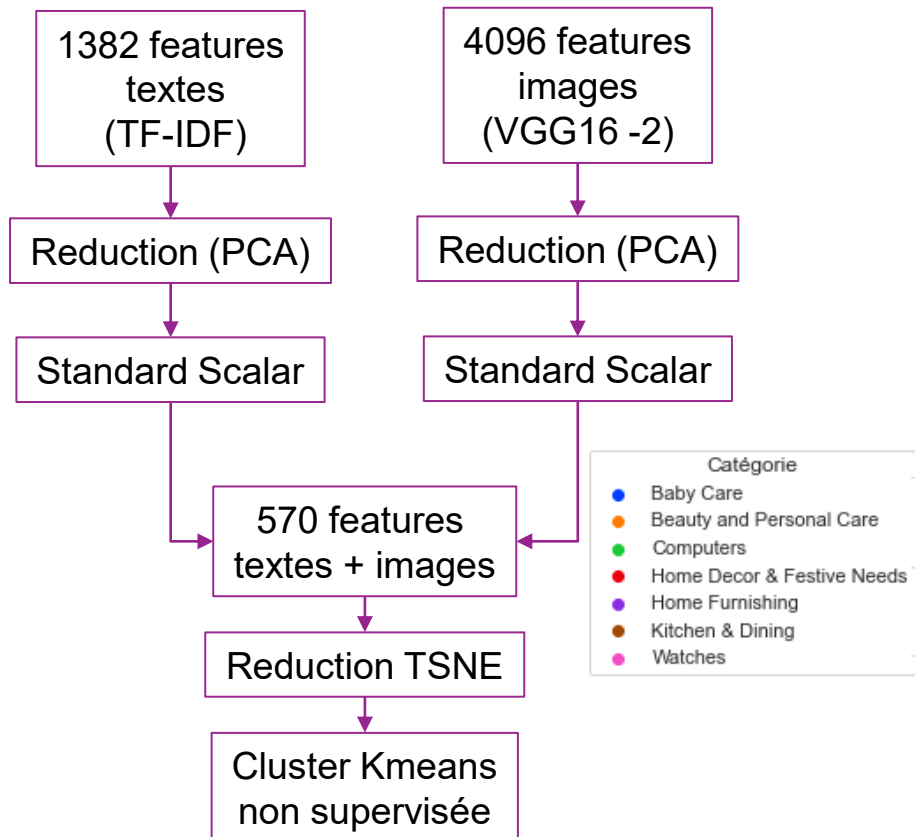 1382 features
textes
(TF-IDF)
4096 features
images
(VGG16 -2)
Reduction (PCA)
Reduction (PCA)
Standard Scalar
Standard Scalar
570 features
textes + images
Reduction TSNE
Cluster Kmeans
non supervisée
Catégorie
Baby Care
Beauty and Personal Care
Computers
Home Decor & Festive Needs
Home Furnishing
Kitchen & Dining
Watches